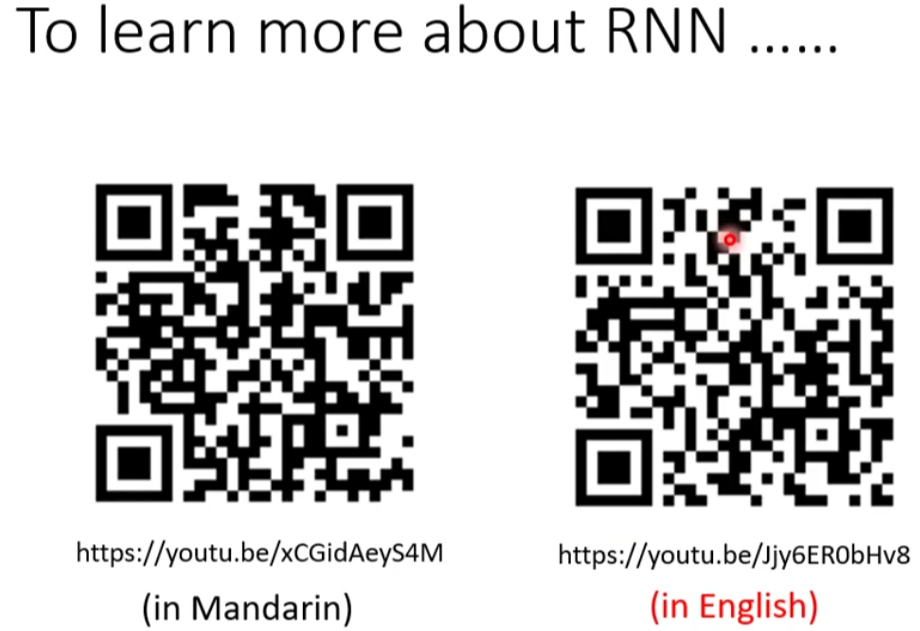 To learn more about RNN ......
https://youtu.be/xCGidAeyS4M
https://youtu.be/Jjy6ER0bHv8
(in Mandarin)
(in English)